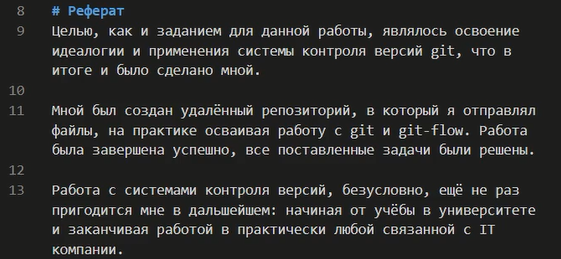 8 # Реферат
9 Целью, как и заданием для данной работы, являлось освоение
идеалогии и применения системы контроля версий git, что в
итоге и было сделано мной.
10
11 Мной был создан удалённый репозиторий, в который я отправлял
файлы, на практике осваивая работу с git и git-flow. Работа
была завершена успешно, все поставленные задачи были решены.
12
13 Работа с системами контроля версий, безусловно, ещё не раз
пригодится мне в дальшейшем: начиная от учёбы в университете
и заканчивая работой в практически любой связанной с IT
компании.